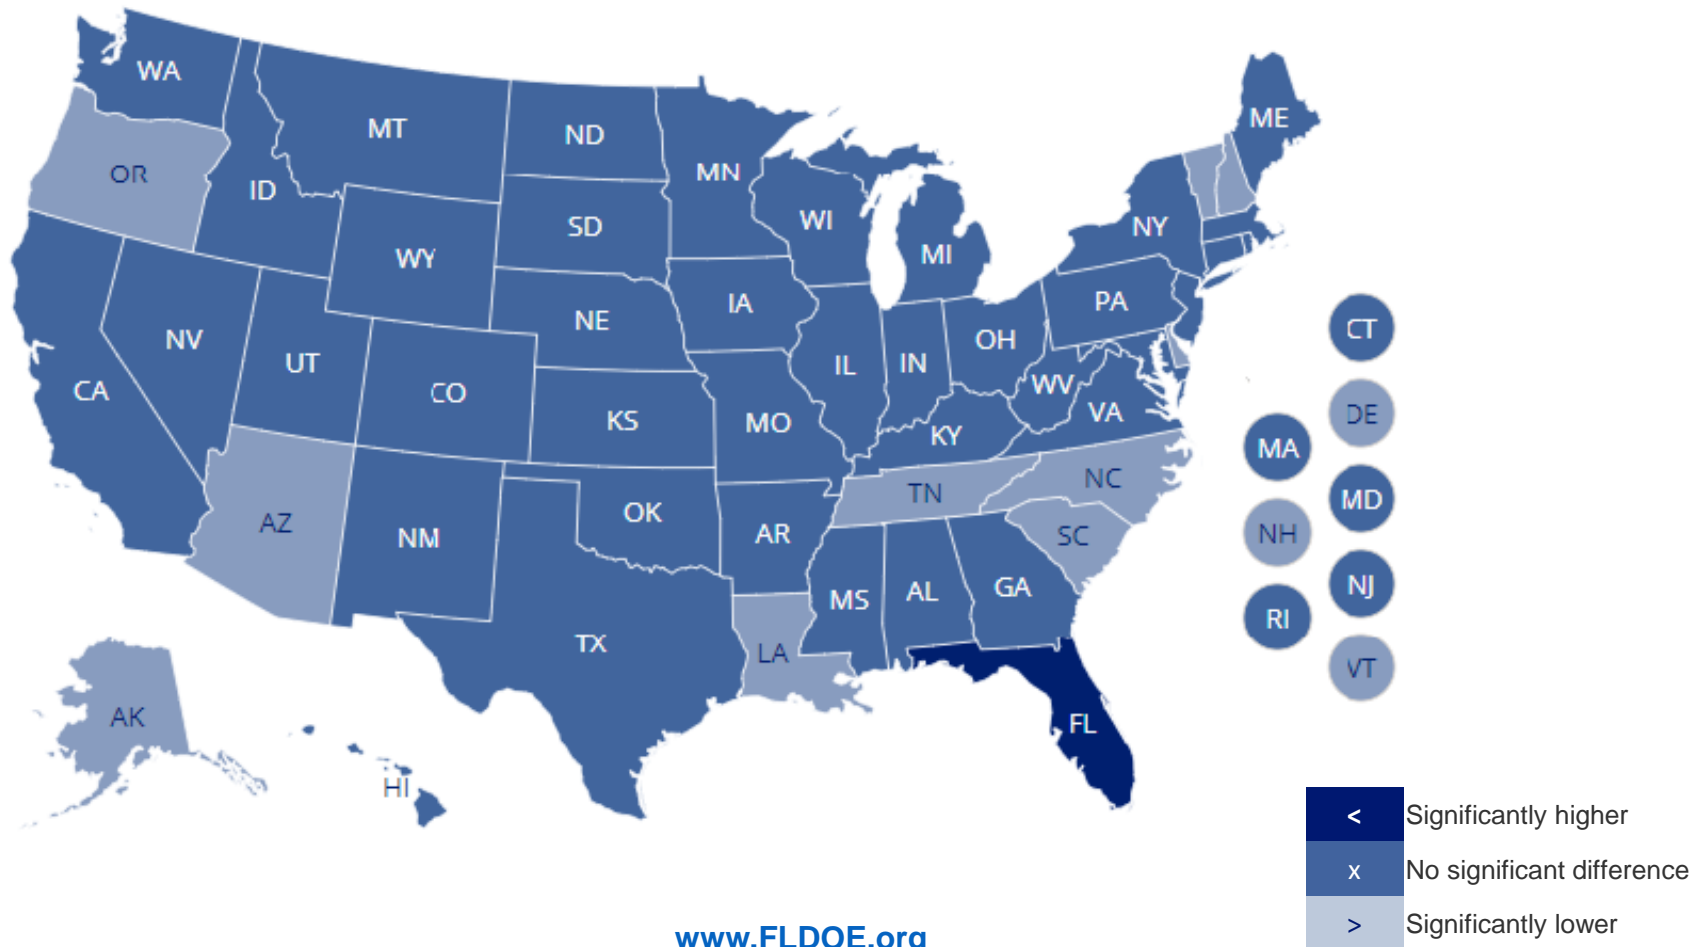 WA
MT
ND
MN
ME
OR
ID
SD
WI
NY
WY
MI
IA
PA
NE
NV
UT
CO
IL
IN
OH
CT
CA
KS
MO
WV
VA
DE
KY
MA
AZ
NM
OK
AR
TN
NC
MD
SC
NH
TX
LA
MS
AL
GA
NJ
RI
VT
AK
HI
FL
< Significantly higher
x No significant difference
> Significantly lower
www.FLDOE.org